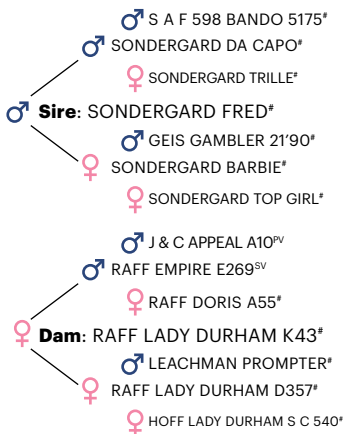 S A F 598 BANDO 5175#
SONDERGARD DA CAPO#
SONDERGARD TRILLE#
Sire: SONDERGARD FRED#
GEIS GAMBLER 21'90#
SONDERGARD BARBIE#
SONDERGARD TOP GIRL#
J & C APPEAL A10PV
RAFF EMPIRE E269SV
RAFF DORIS A55#
Dam: RAFF LADY DURHAM K43#
LEACHMAN PROMPTER#
RAFF LADY DURHAM D357#
HOFF LADY DURHAM S C 540#